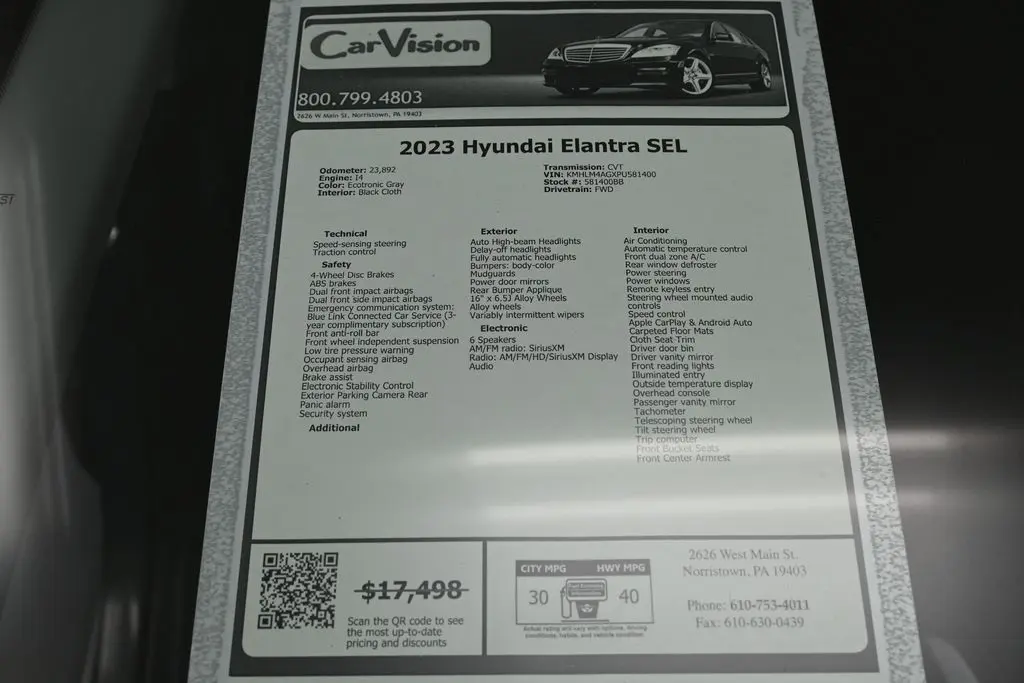 CarVision
800.799.4803
2626 W Main St, Norristown, PA 19403
2023 Hyundai Elantra SEL
Odometer: 23,892
Engine: I4
Color: Ecotronic Gray
Interior: Black Cloth
Transmission: CVT
VIN: KMHLM4AGXPU581400
Stock #: 581400BB
Drivetrain: FWD
Technical
Speed-sensing steering
Traction control
Safety
4-Wheel Disc Brakes
ABS brakes
Dual front impact airbags
Dual front side impact airbags
Emergency communication system:
Blue Link Connected Car Service (3-
year complimentary subscription)
Front anti-roll bar
Front wheel independent suspension
Low tire pressure warning
Occupant sensing airbag
Overhead airbag
Brake assist
Electronic Stability Control
Exterior Parking Camera Rear
Panic alarm
Security system
Additional
Exterior
Auto High-beam Headlights
Delay-off headlights
Fully automatic headlights
Bumpers: body-color
Mudguards
Power door mirrors
Rear Bumper Applique
16" x 6.5J Alloy Wheels
Alloy wheels
Variably intermittent wipers
Electronic
6 Speakers
AM/FM radio: SiriusXM
Radio: AM/FM/HD/SiriusXM Display
Audio
Interior
Air Conditioning
Automatic temperature control
Front dual zone A/C
Rear window defroster
Power steering
Power windows
Remote keyless entry
Steering wheel mounted audio
controls
Speed control
Apple CarPlay & Android Auto
Carpeted Floor Mats
Cloth Seat Trim
Driver door bin
Driver vanity mirror
Front reading lights
Illuminated entry
Outside temperature display
Overhead console
Passenger vanity mirror
Tachometer
Telescoping steering wheel
Tilt steering wheel
Trip computer
Front Bucket Seats
Front Center Armrest
$17,498
Scan the QR code to see
the most up-to-date
pricing and discounts
CITY MPG HWY MPG
30 40
Actual rating will vary with options, driving
conditions, habits, and vehicle condition
2626 West Main St.
Norristown, PA 19403
Phone: 610-753-4011
Fax: 610-630-0439